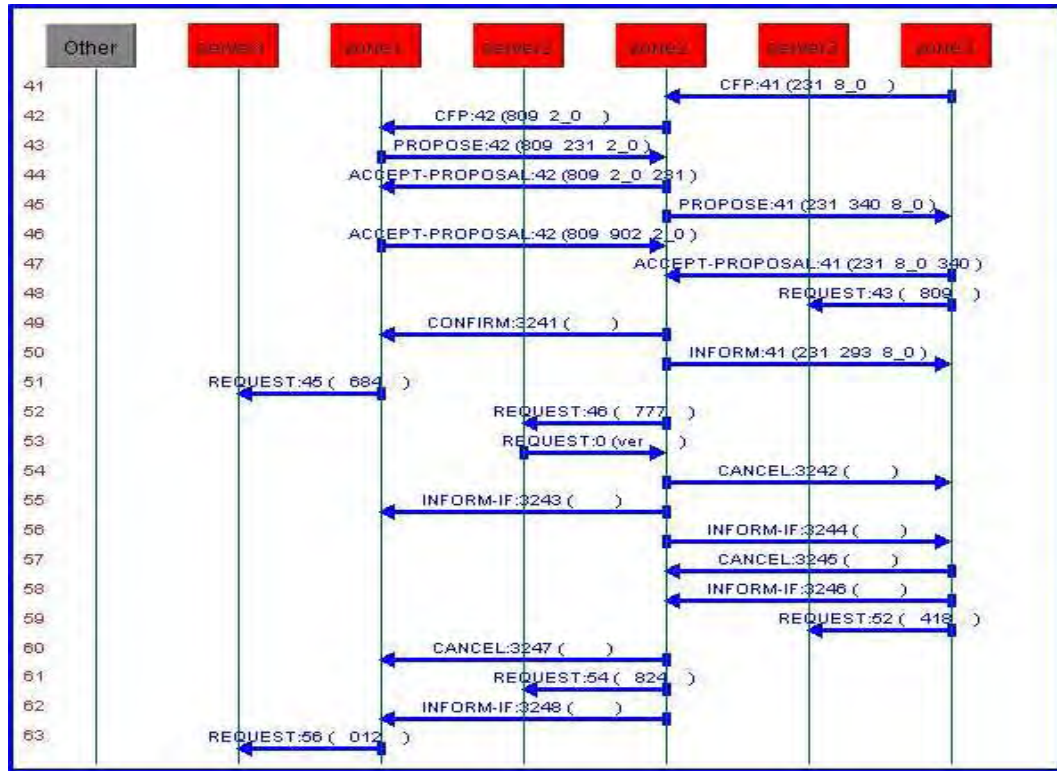 Other server1 zone1 server2 zone2 server3 zone3
41 CFP:41 (231 8_0 )
42 CFP:42 (809 2_0 )
43 PROPOSE:42 (809 231 2_0 )
44 ACCEPT-PROPOSAL:42 (809 2_0 231 )
45 PROPOSE:41 (231 340 8_0 )
46 ACCEPT-PROPOSAL:42 (809 902 2_0 )
47 ACCEPT-PROPOSAL:41 (231 8_0 340 )
48 REQUEST:43 ( 809 )
49 CONFIRM:3241 ( )
50 INFORM:41 (231 293 8_0 )
51 REQUEST:45 ( 684 )
52 REQUEST:46 ( 777 )
53 REQUEST:0 (ver )
54 CANCEL:3242 ( )
55 INFORM-IF:3243 ( )
56 INFORM-IF:3244 ( )
57 CANCEL:3245 ( )
58 INFORM-IF:3246 ( )
59 REQUEST:52 ( 418 )
60 CANCEL:3247 ( )
61 REQUEST:54 ( 824 )
62 INFORM-IF:3248 ( )
63 REQUEST:56 ( 012 )